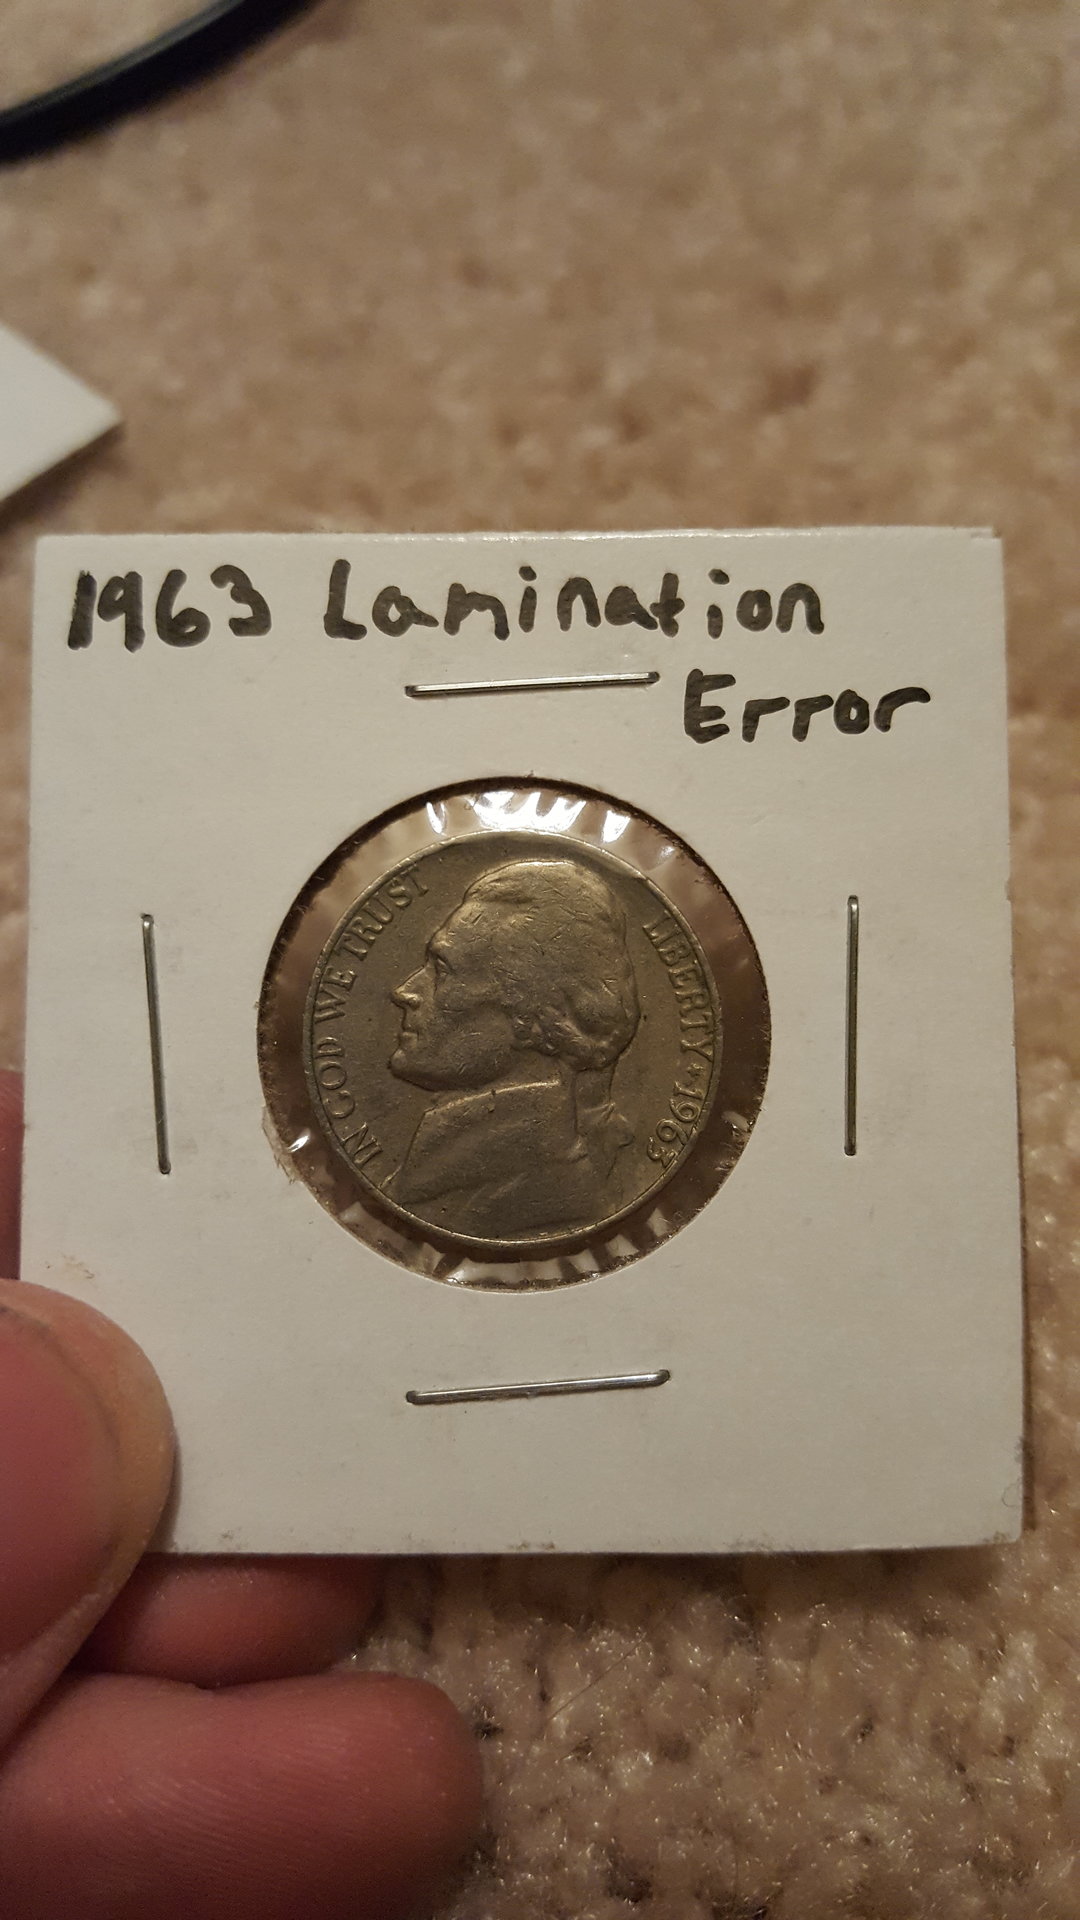 1963 Lamination
Error
IN GOD WE TRUST
LIBERTY ★ 1963